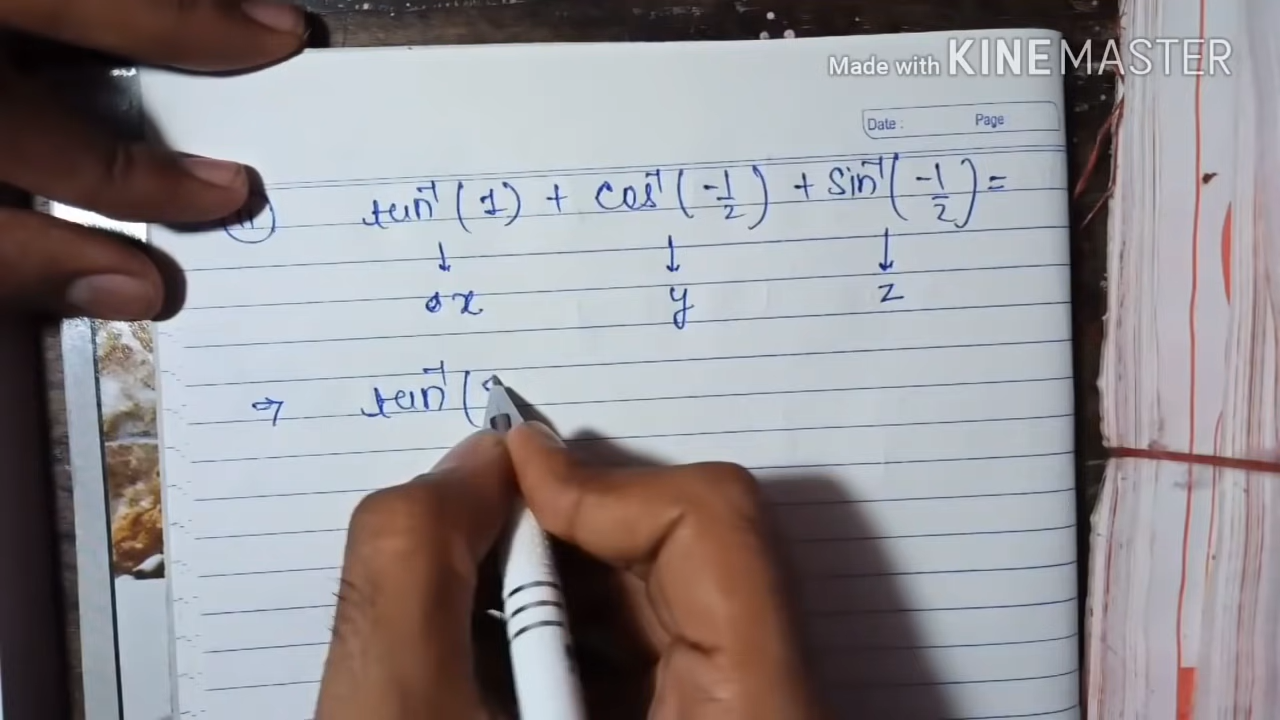 Made with KINEMASTER
Date : Page
tan⁻¹ (1) + cos⁻¹ (-1/2) + sin⁻¹ (-1/2) =
↓ ↓ ↓
x y z
⇒ tan⁻¹ (